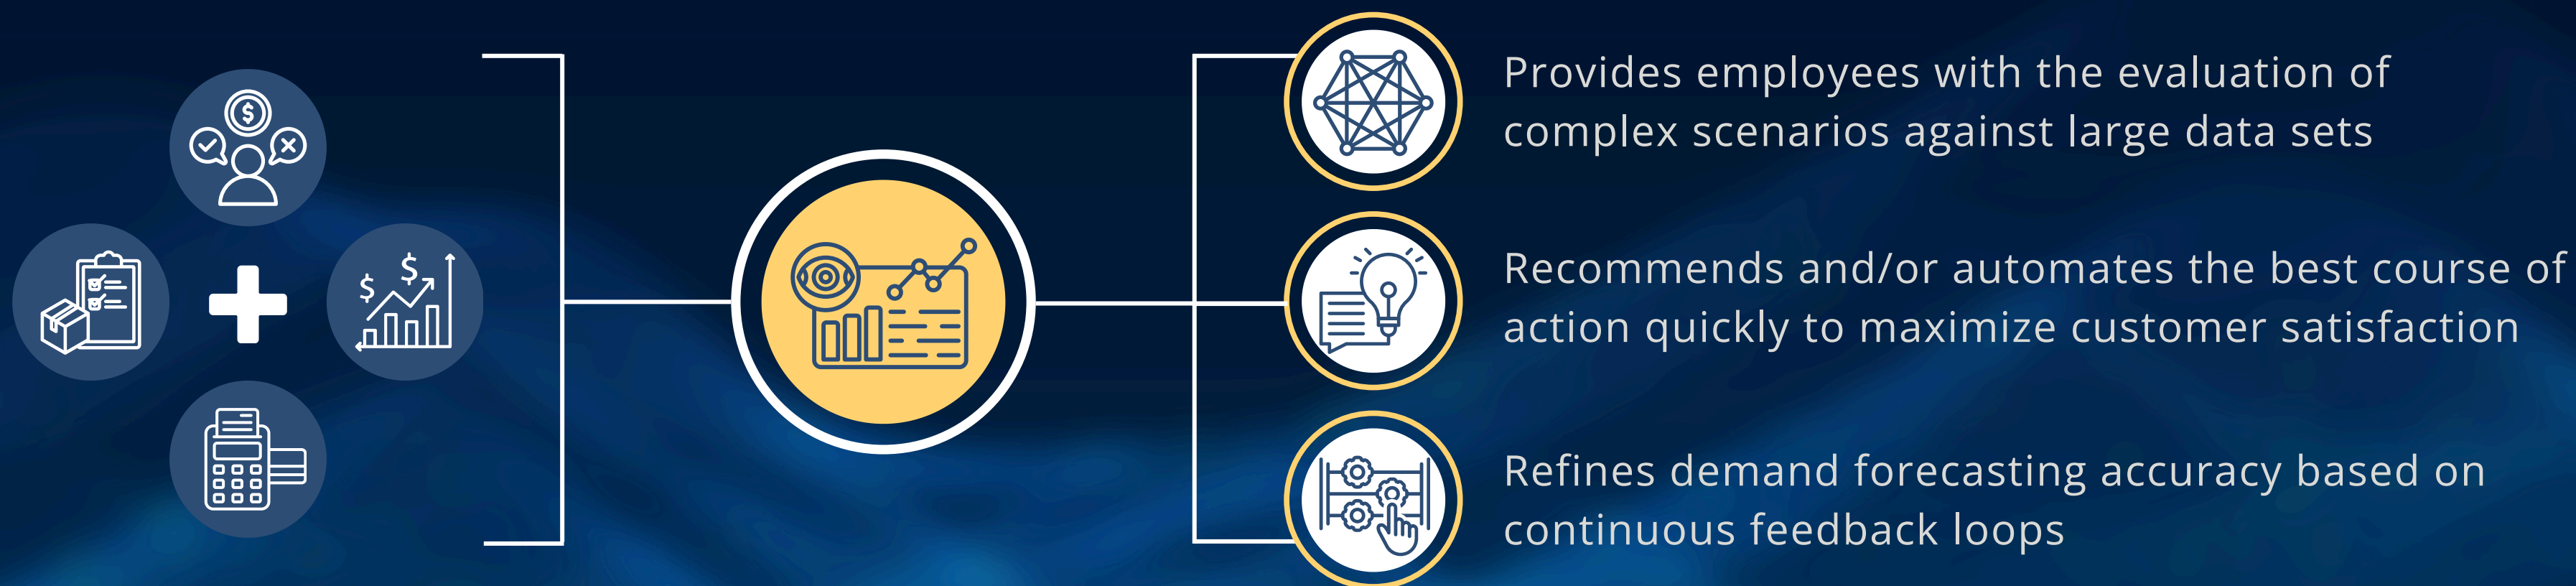 Provides employees with the evaluation of
complex scenarios against large data sets
Recommends and/or automates the best course of
action quickly to maximize customer satisfaction
Refines demand forecasting accuracy based on
continuous feedback loops